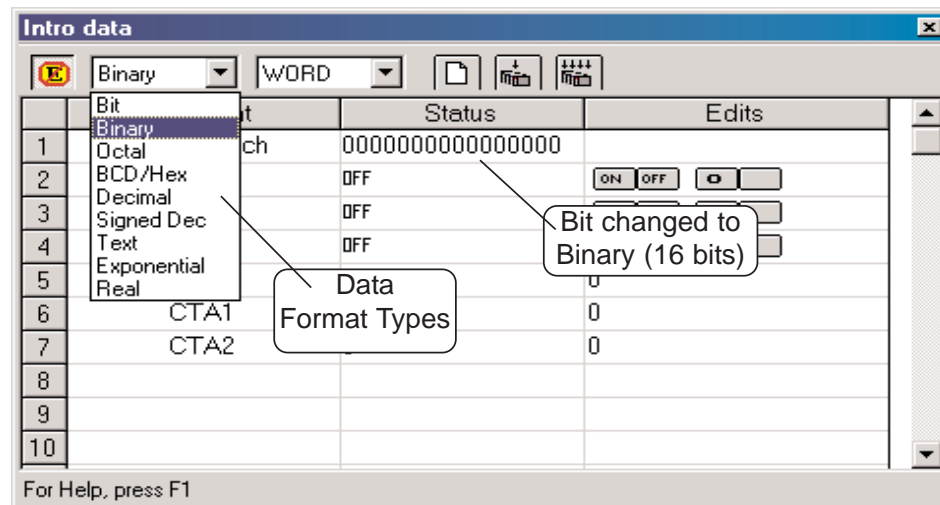 Intro data
E Binary WORD
Status Edits
Bit
Binary
Octal
BCD/Hex
Decimal
Signed Dec
Text
Exponential
Real
1 ch 0000000000000000
2 OFF ON OFF
3 OFF
4 OFF
5 0
6 CTA1 0
7 CTA2 0
8
9
10
Bit changed to
Binary (16 bits)
Data
Format Types
For Help, press F1